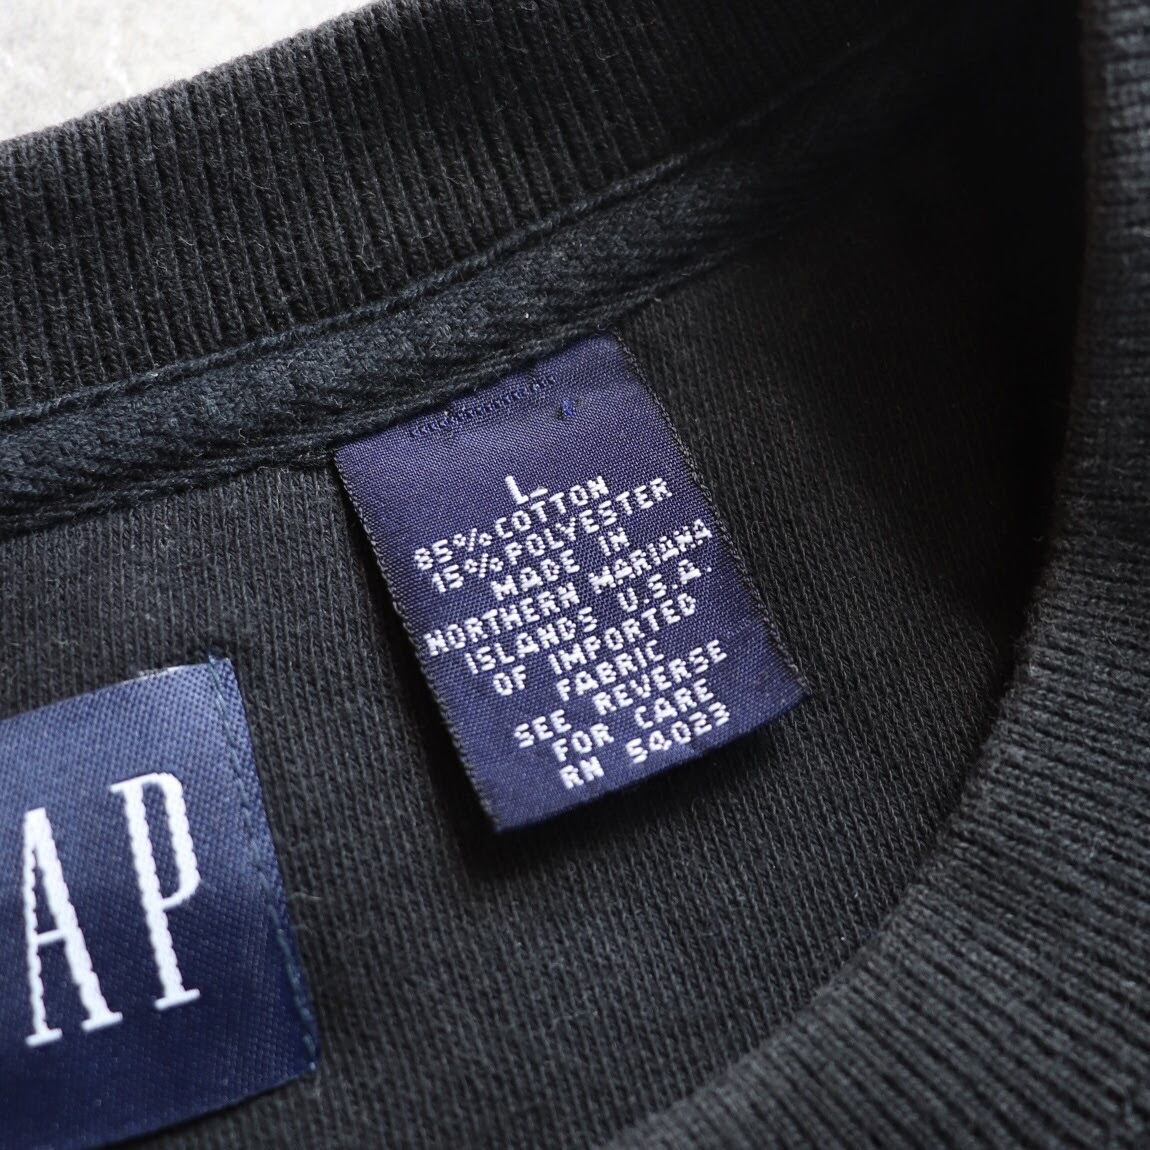 L
85% COTTON
15% POLYESTER
MADE IN
NORTHERN MARIANA
ISLANDS U.S.A.
OF IMPORTED
FABRIC
SEE REVERSE
FOR CARE
RN 54023
AP